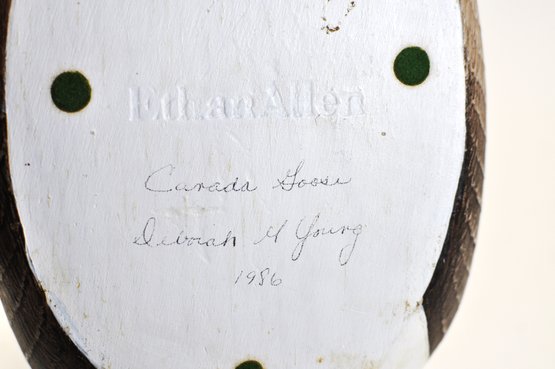 Ethan Allen
Canada Goose
Deborah M Young
1986